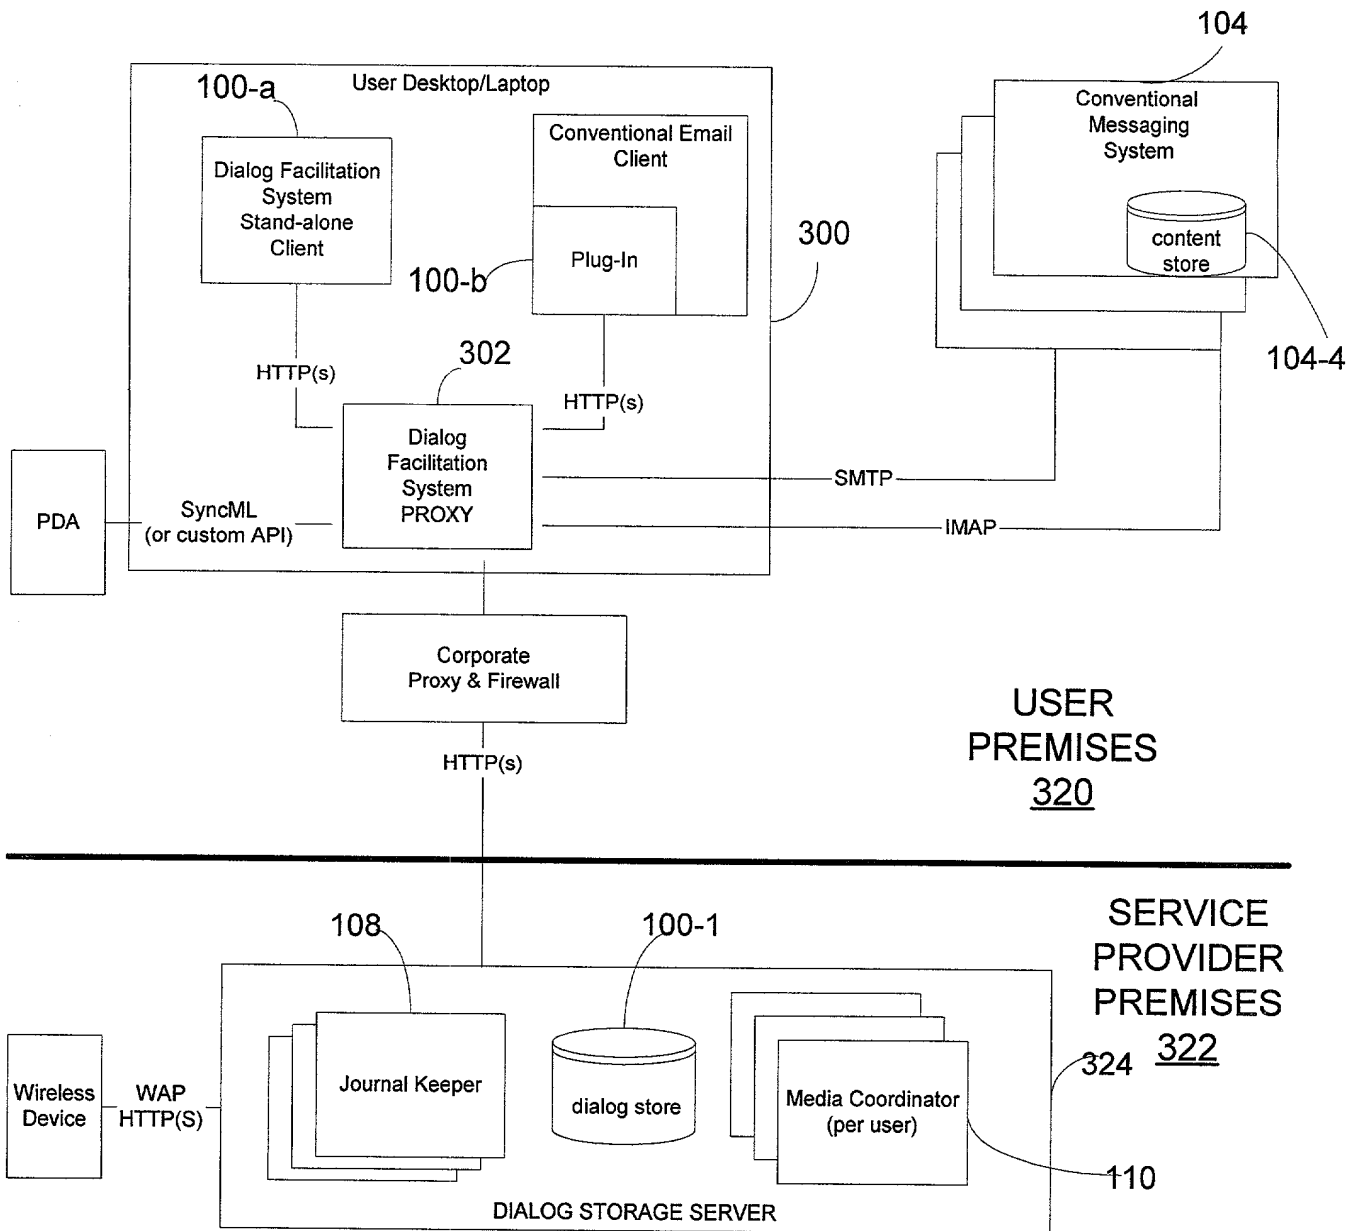 104
User Desktop/Laptop
100-a
Conventional
Messaging
System
Conventional Email
Client
Dialog Facilitation
System
Stand-alone
Client
300
content
store
Plug-In
100-b
302
104-4
HTTP(s)
HTTP(s)
Dialog
Facilitation
System
PROXY
SMTP
PDA
SyncML
(or custom API)
IMAP
Corporate
Proxy & Firewall
USER
PREMISES
320
HTTP(s)
SERVICE
PROVIDER
PREMISES
322
108
100-1
324
Wireless
Device
WAP
HTTP(S)
Journal Keeper
dialog store
Media Coordinator
(per user)
110
DIALOG STORAGE SERVER